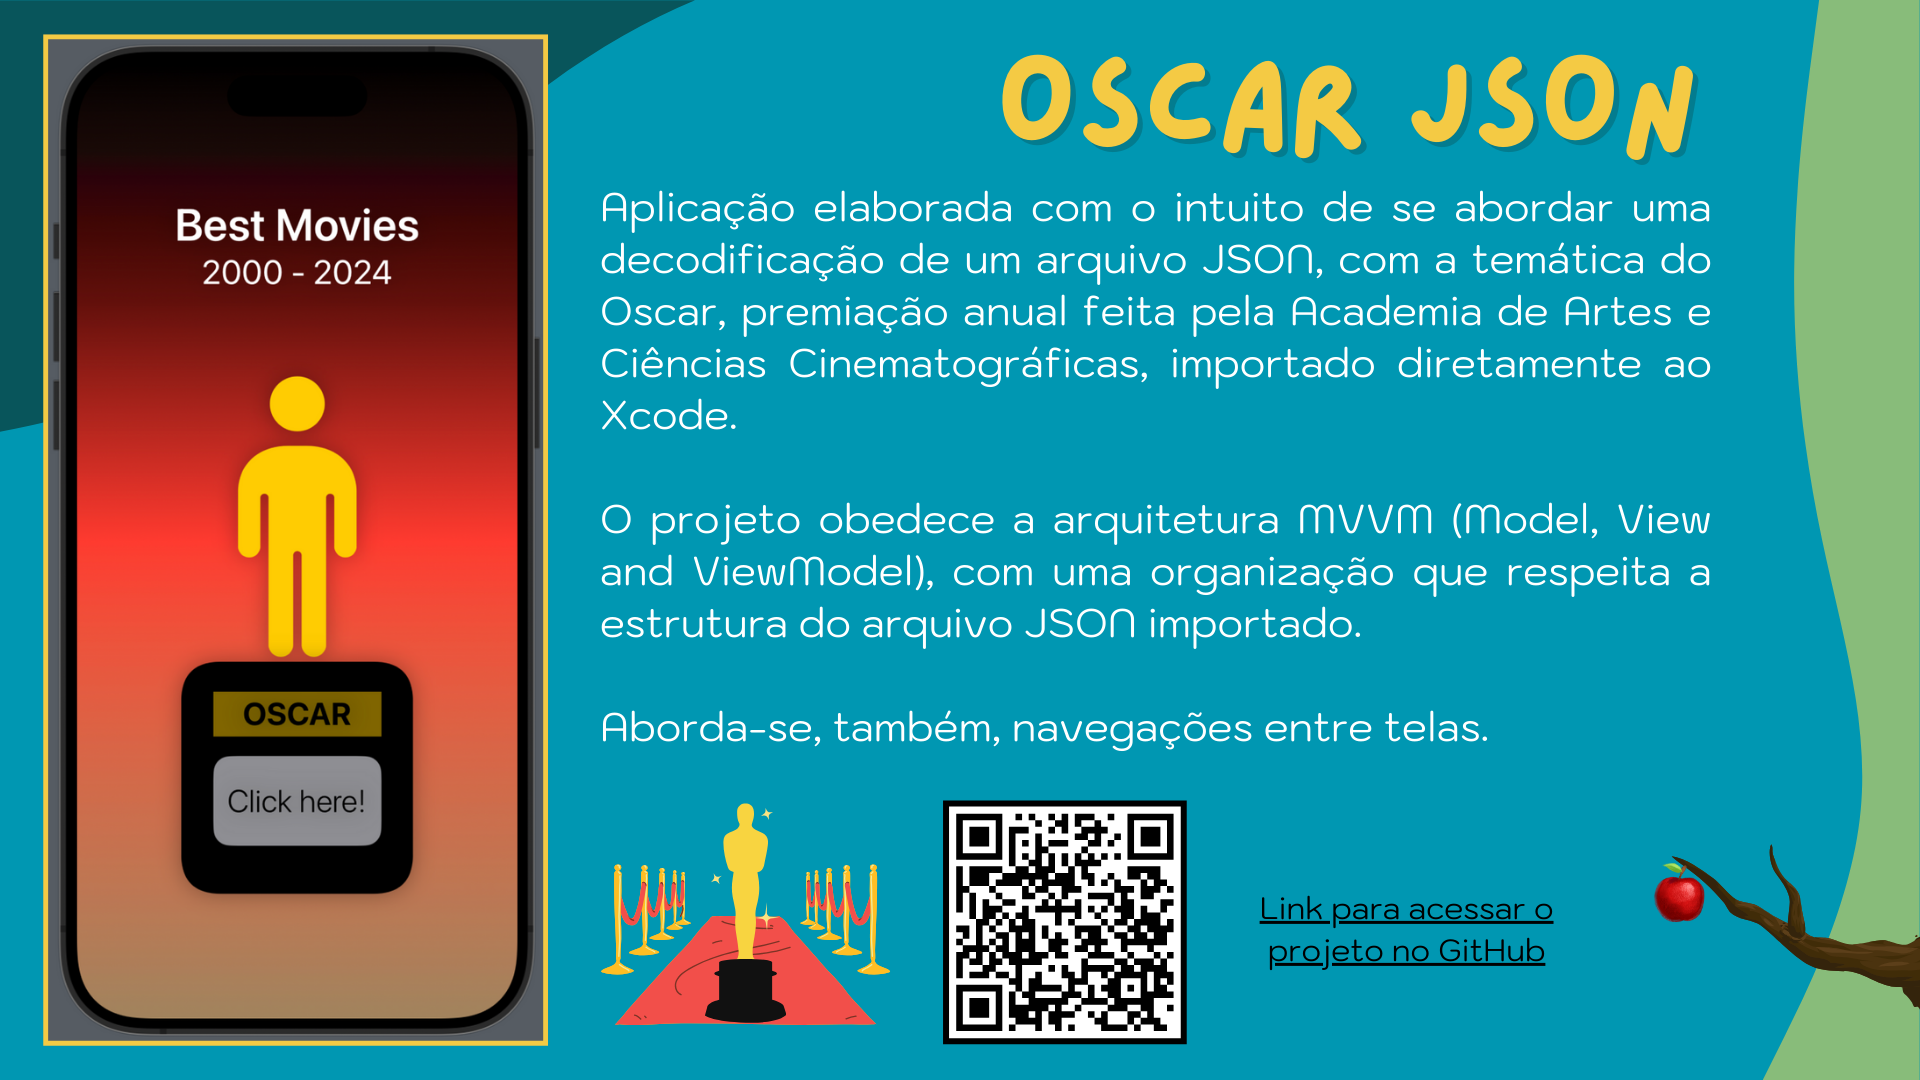 Best Movies
2000 - 2024
OSCAR
Click here!
OSCAR JSON
Aplicação elaborada com o intuito de se abordar uma
decodificação de um arquivo JSON, com a temática do
Oscar, premiação anual feita pela Academia de Artes e
Ciências Cinematográficas, importado diretamente ao
Xcode.
O projeto obedece a arquitetura MVVM (Model, View
and ViewModel), com uma organização que respeita a
estrutura do arquivo JSON importado.
Aborda-se, também, navegações entre telas.
Link para acessar o
projeto no GitHub